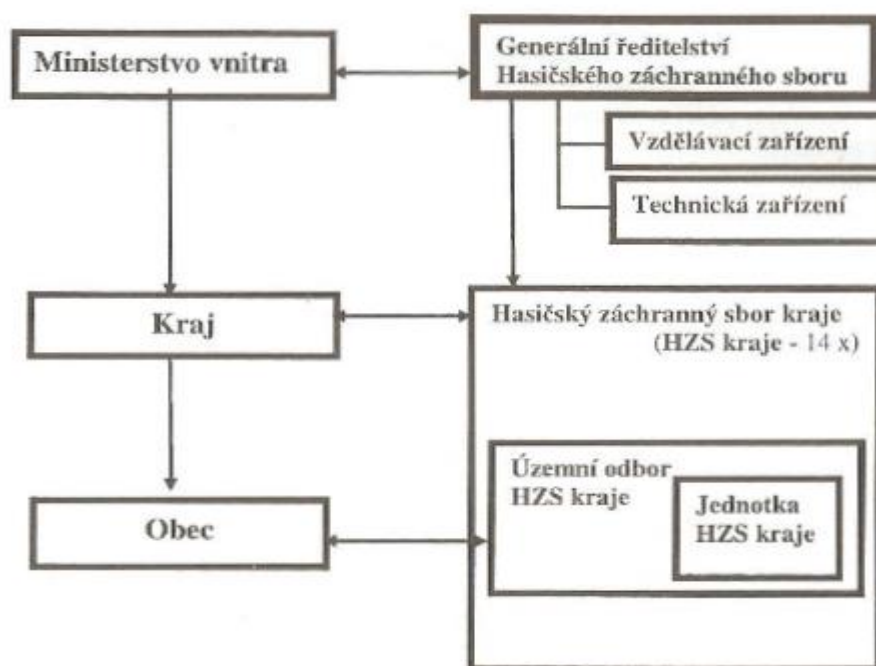 Ministerstvo vnitra
Generální ředitelství
Hasičského záchranného sboru
Vzdělávací zařízení
Technická zařízení
Kraj
Hasičský záchranný sbor kraje
(HZS kraje - 14 x)
Územní odbor
HZS kraje
Jednotka
HZS kraje
Obec